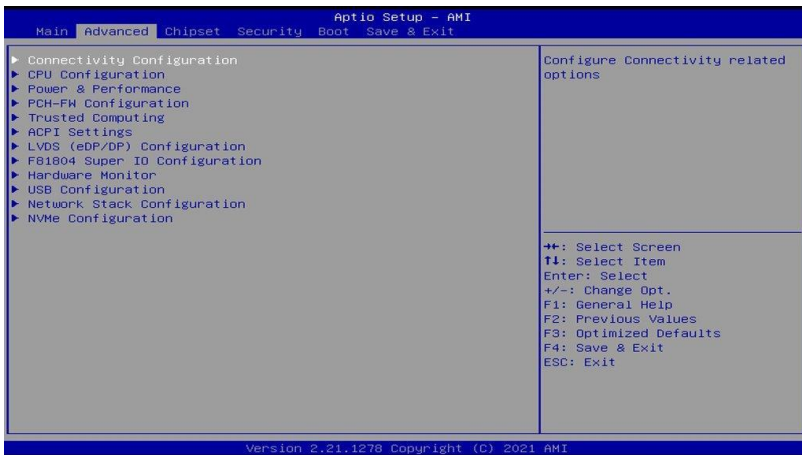 Aptio Setup – AMI
Main Advanced Chipset Security Boot Save & Exit
▶ Connectivity Configuration
▶ CPU Configuration
▶ Power & Performance
▶ PCH-FW Configuration
▶ Trusted Computing
▶ ACPI Settings
▶ LVDS (eDP/DP) Configuration
▶ F81804 Super IO Configuration
▶ Hardware Monitor
▶ USB Configuration
▶ Network Stack Configuration
▶ NVMe Configuration
Configure Connectivity related
options
→←: Select Screen
↑↓: Select Item
Enter: Select
+/-: Change Opt.
F1: General Help
F2: Previous Values
F3: Optimized Defaults
F4: Save & Exit
ESC: Exit
Version 2.21.1278 Copyright (C) 2021 AMI